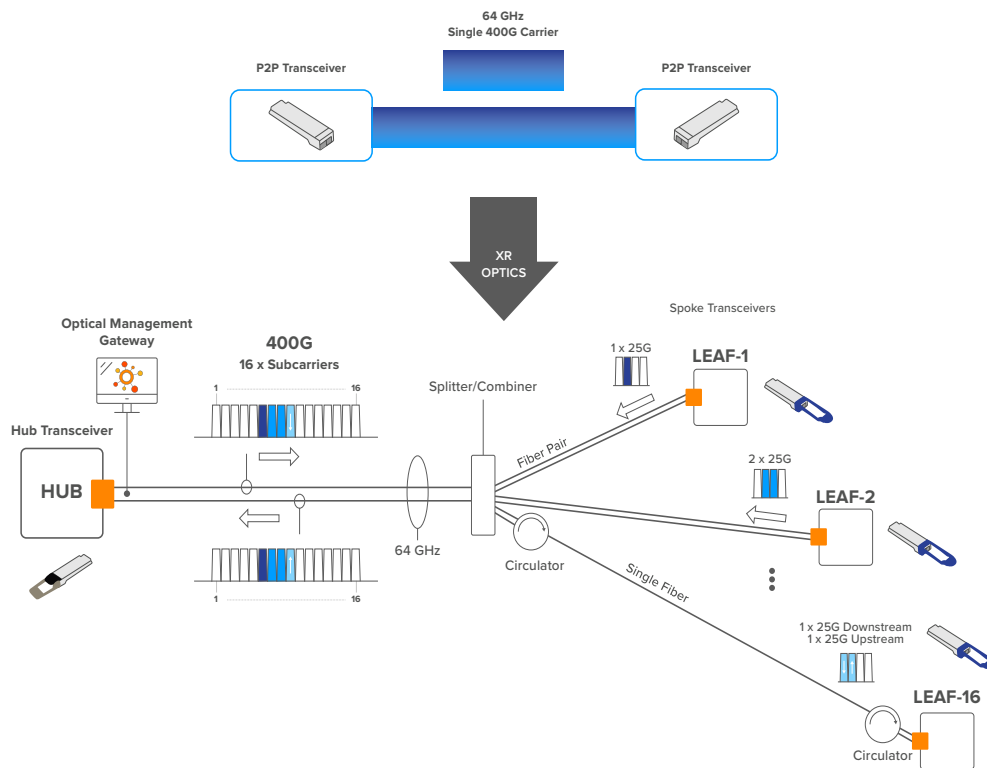 64 GHz
Single 400G Carrier
P2P Transceiver
P2P Transceiver
XR
OPTICS
Spoke Transceivers
Optical Management
Gateway
400G
16 x Subcarriers
1
16
1 x 25G
LEAF-1
Splitter/Combiner
Hub Transceiver
HUB
Fiber Pair
2 x 25G
LEAF-2
64 GHz
Circulator
1
16
Single Fiber
1 x 25G Downstream
1 x 25G Upstream
LEAF-16
Circulator